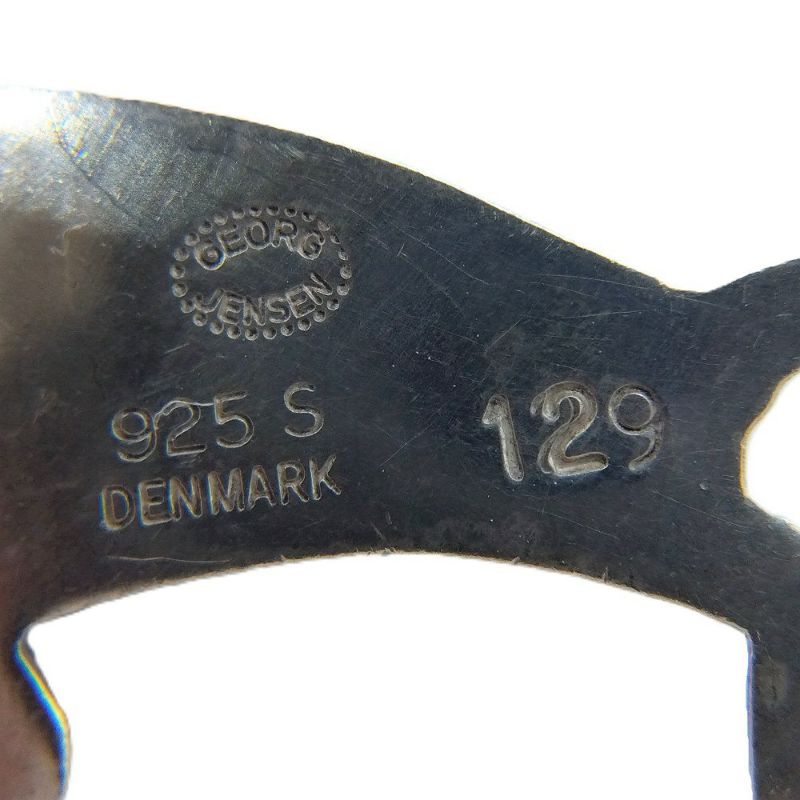 GEORG
JENSEN
925 S
DENMARK
129